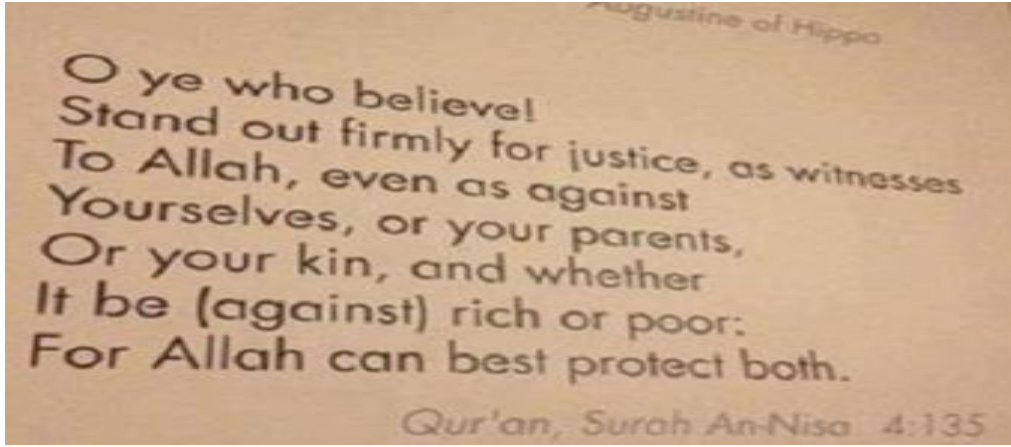 Augustine of Hippo
O ye who believe!
Stand out firmly for justice, as witnesses
To Allah, even as against
Yourselves, or your parents,
Or your kin, and whether
It be (against) rich or poor:
For Allah can best protect both.
Qur'an, Surah An-Nisa 4:135